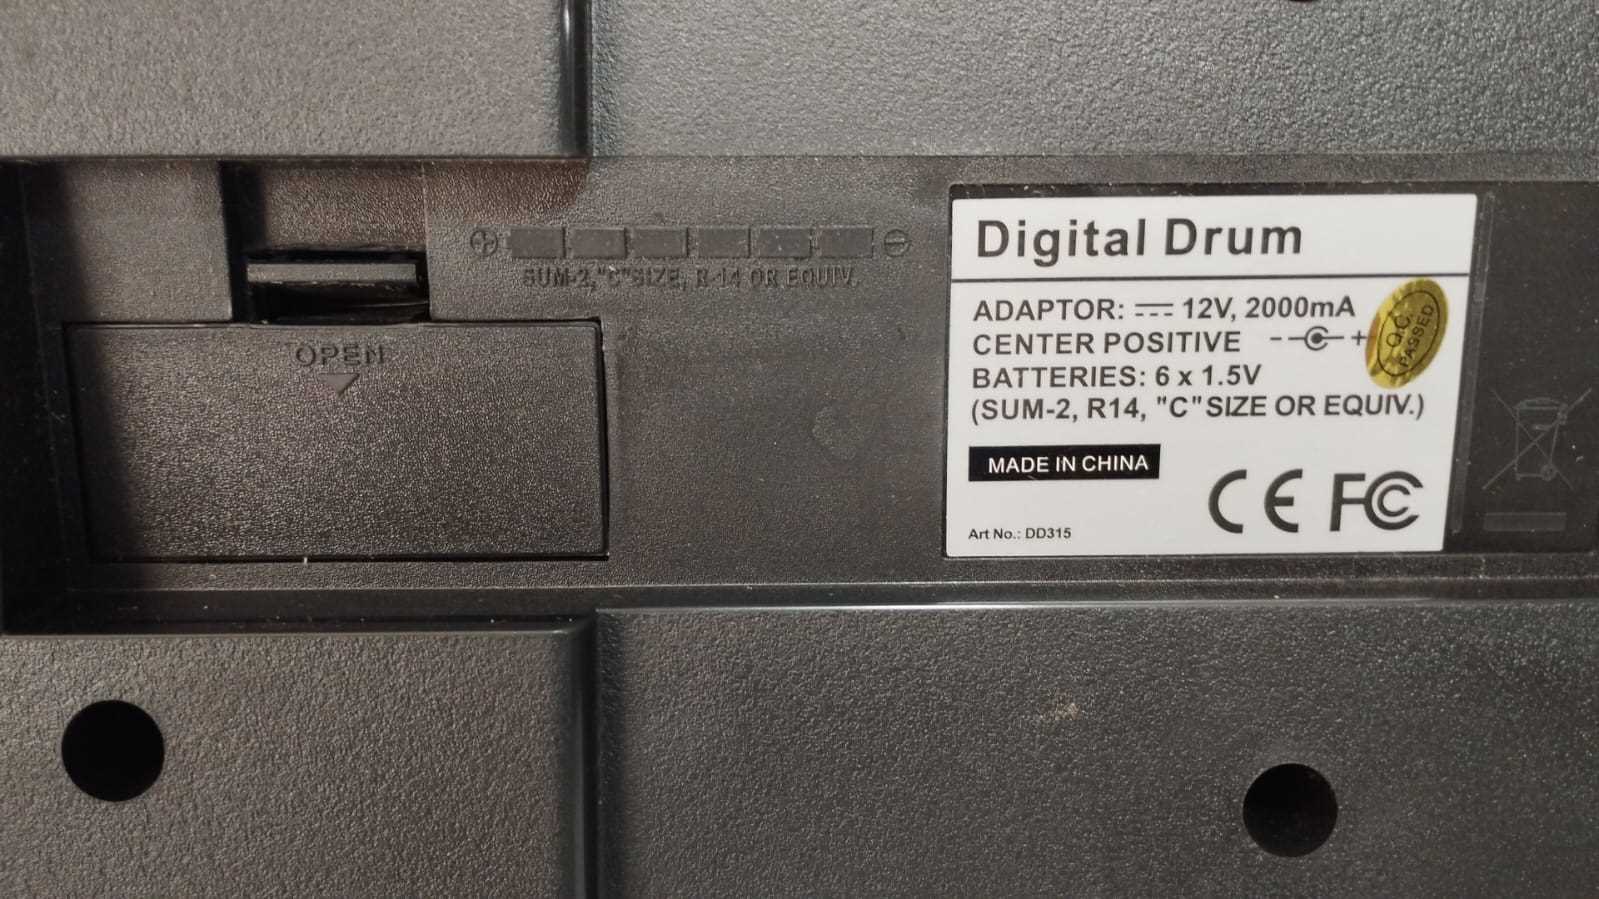 OPEN
SUM-2, "C" SIZE, R-14 OR EQUIV.
Digital Drum
ADAPTOR: ⎓ 12V, 2000mA
CENTER POSITIVE - +
BATTERIES: 6 x 1.5V
(SUM-2, R14, "C" SIZE OR EQUIV.)
Q.C.
PASSED
MADE IN CHINA
CE FCC
Art No.: DD315